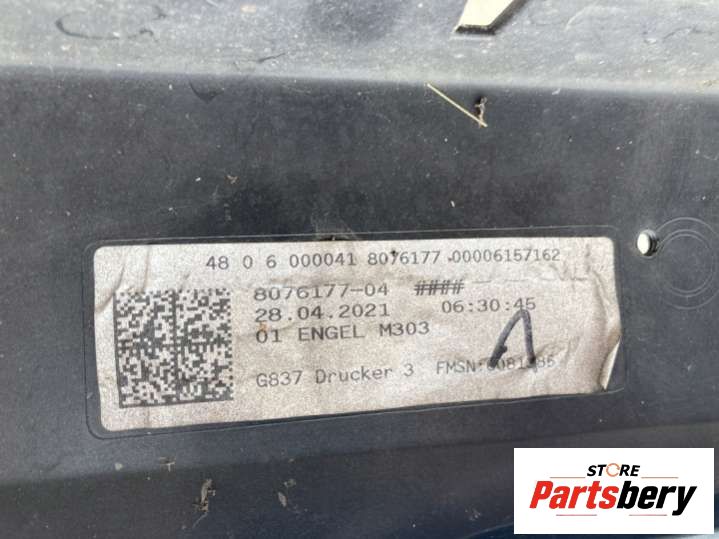 48 0 6 000041 8076177 00006157162
8076177-04 ####
28.04.2021 06:30:45
01 ENGEL M303
G837 Drucker 3
STORE
Partsbery